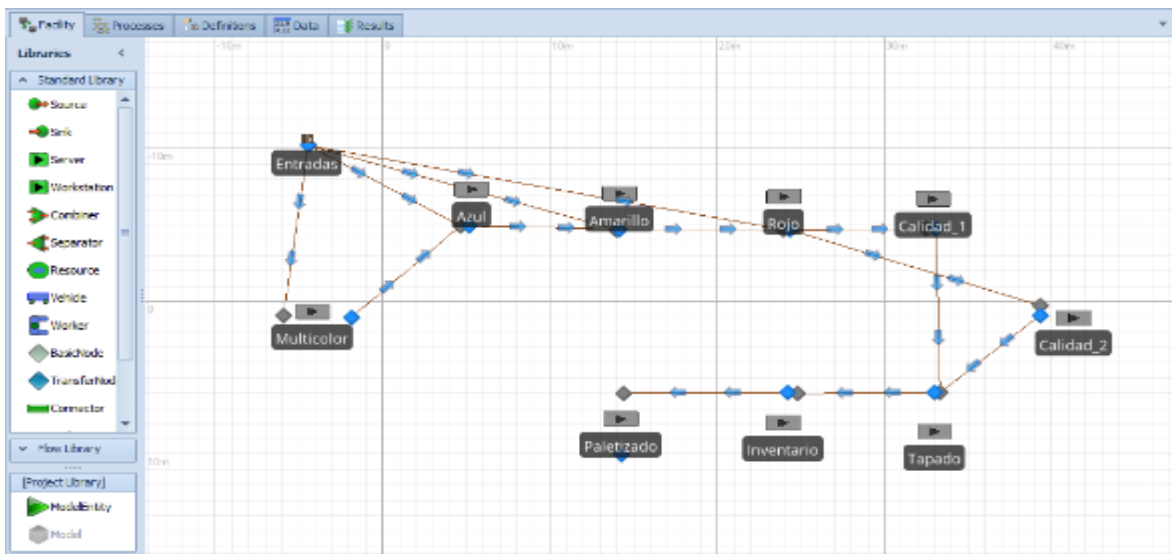 Facility Processes Definitions Data Results
Libraries
Standard Library
Source
Sink
Server
Workstation
Combiner
Separator
Resource
Vehicle
Worker
BasicNode
TransferNod
Connector
Flow Library
[Project Library]
ModelEntity
Model
-10m 0 10m 20m 30m 40m
-10m
Entradas
Azul
Amarillo
Rojo
Calidad_1
0
Multicolor
Calidad_2
Paletizado
Inventario
Tapado
10m